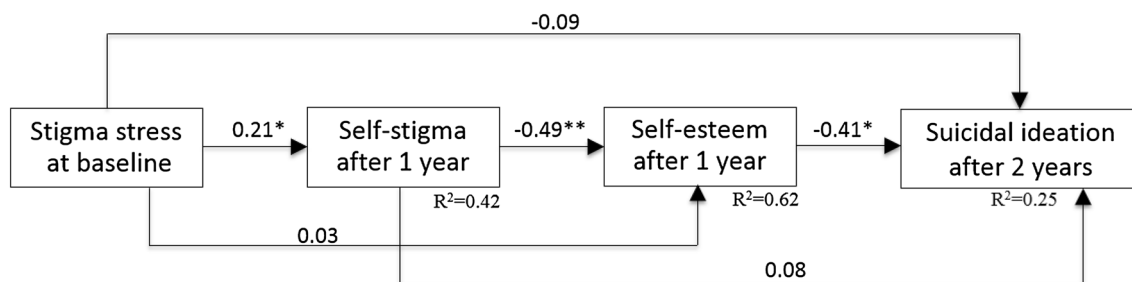 -0.09
Stigma stress
at baseline
0.21*
Self-stigma
after 1 year
-0.49**
Self-esteem
after 1 year
-0.41*
Suicidal ideation
after 2 years
R²=0.42
R²=0.62
R²=0.25
0.03
0.08